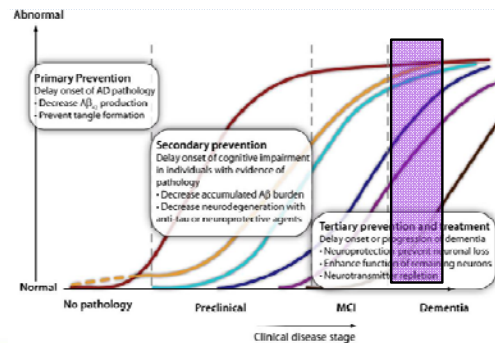 Abnormal
Primary Prevention
Delay onset of AD pathology
• Decrease Aβ42 production
• Prevent tangle formation
Secondary prevention
Delay onset of cognitive impairment
in individuals with evidence of
pathology
• Decrease accumulated Aβ burden
• Decrease neurodegeneration with
anti-tau or neuroprotective agents
Tertiary prevention and treatment
Delay onset or progression of dementia
• Neuroprotection prevent neuronal loss
• Enhance function of remaining neurons
• Neurotransmitter repletion
Normal
No pathology
Preclinical
MCI
Dementia
Clinical disease stage